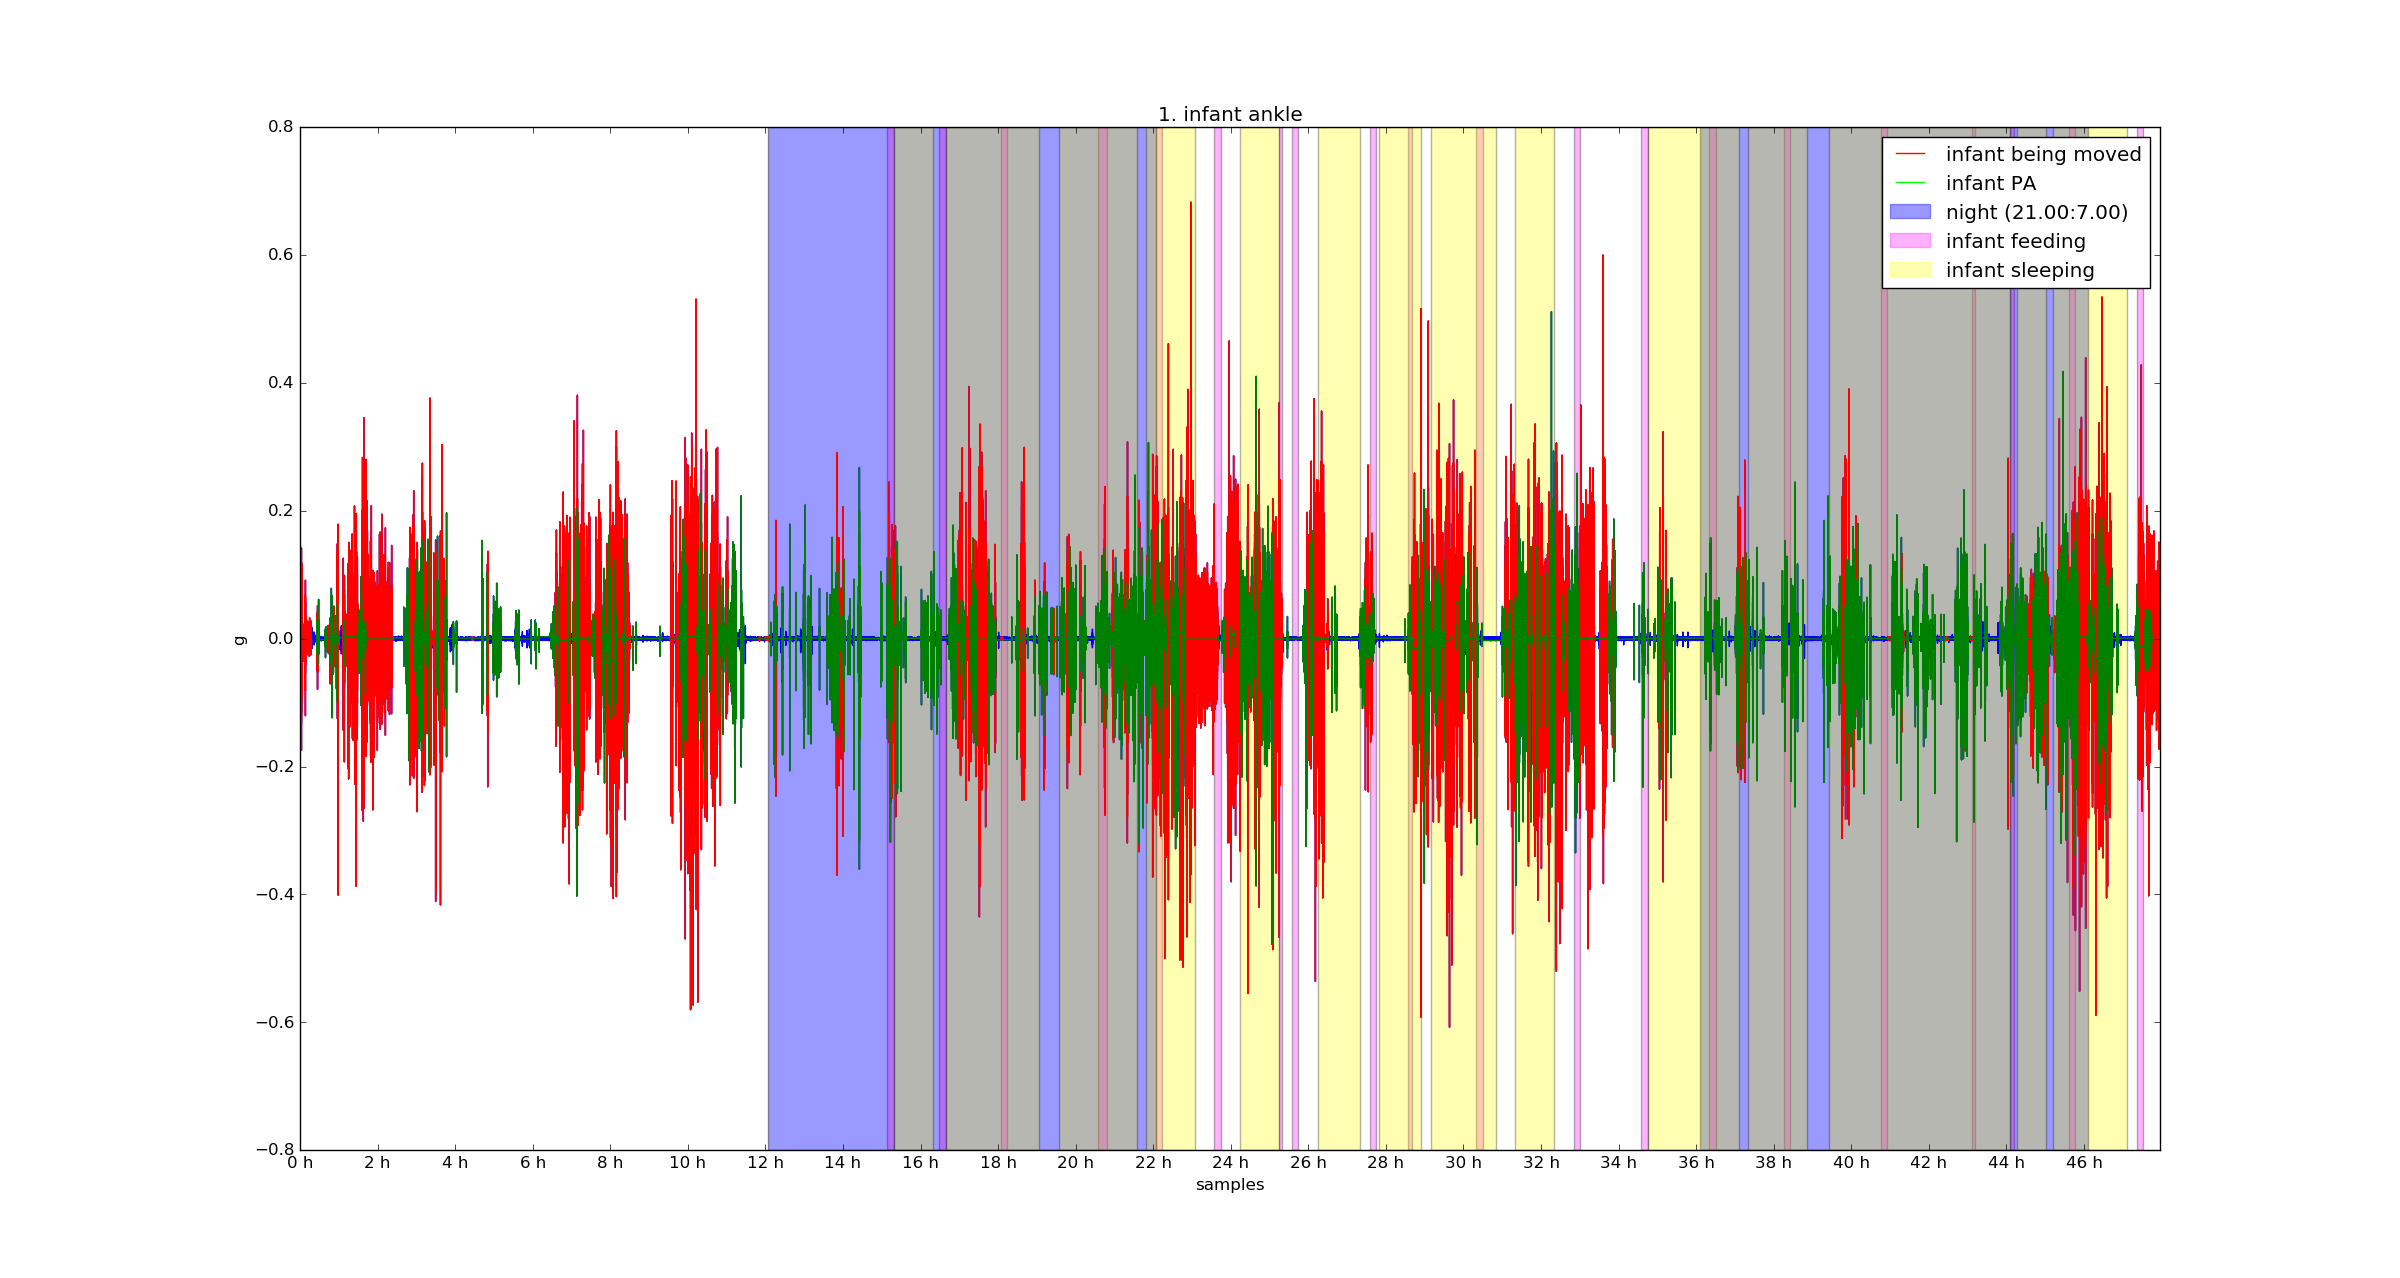 1. infant ankle
0.8
0.6
0.4
0.2
0.0
−0.2
−0.4
−0.6
−0.8
g
infant being moved
infant PA
night (21.00:7.00)
infant feeding
infant sleeping
0 h 2 h 4 h 6 h 8 h 10 h 12 h 14 h 16 h 18 h 20 h 22 h 24 h 26 h 28 h 30 h 32 h 34 h 36 h 38 h 40 h 42 h 44 h 46 h
samples